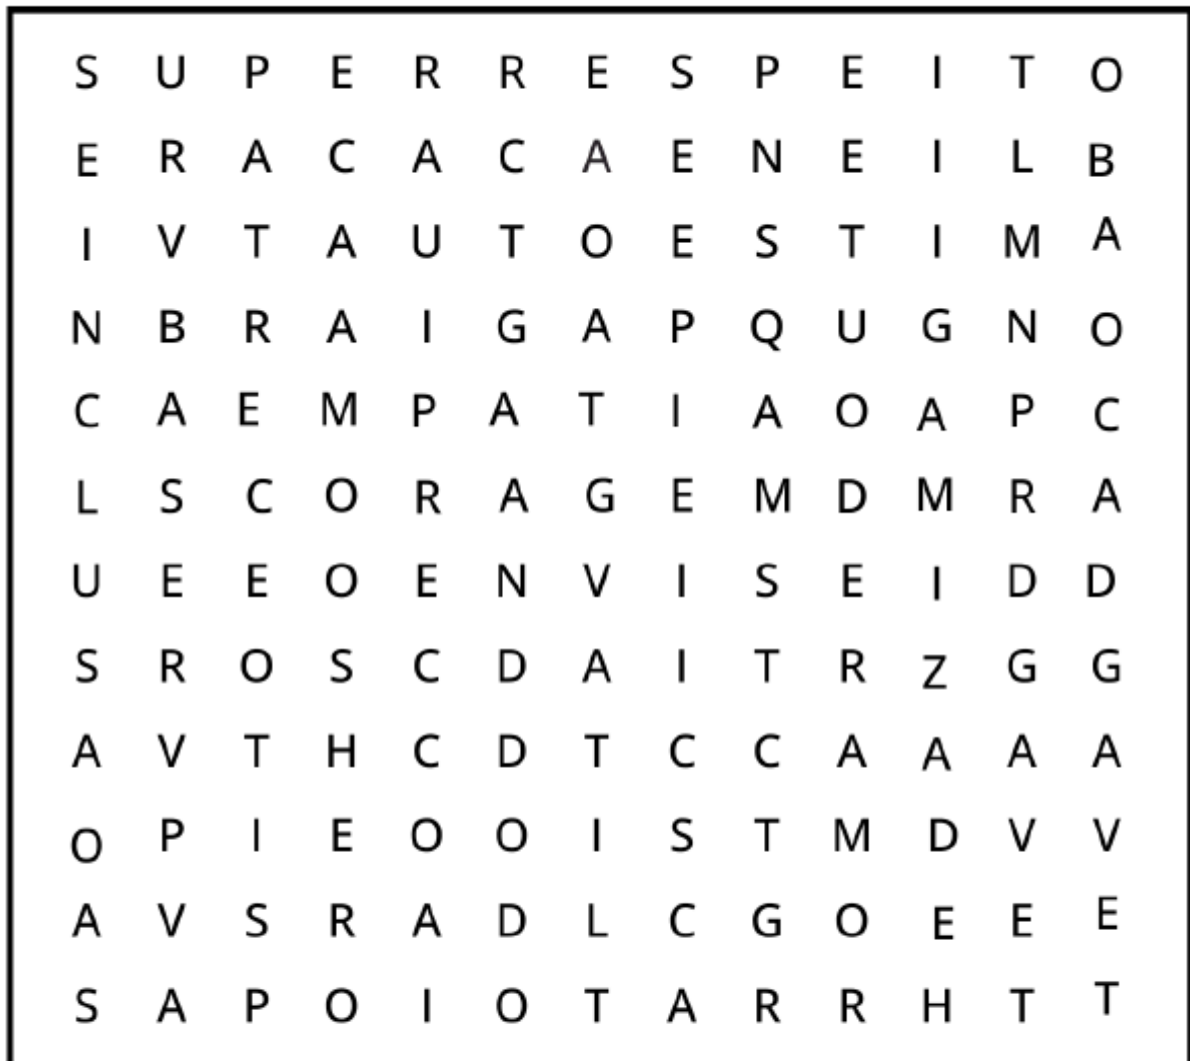 S U P E R R E S P E I T O
E R A C A C A E N E I L B
I V T A U T O E S T I M A
N B R A I G A P Q U G N O
C A E M P A T I A O A P C
L S C O R A G E M D M R A
U E E O E N V I S E I D D
S R O S C D A I T R Z G G
A V T H C D T C C A A A A
O P I E O O I S T M D V V
A V S R A D L C G O E E E
S A P O I O T A R R H T T